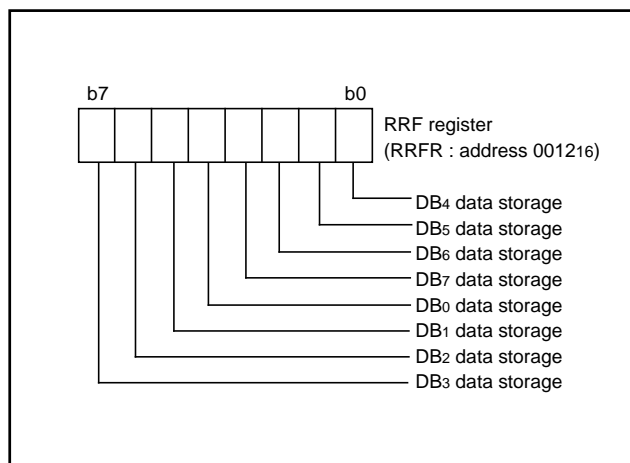 b7 b0
RRF register
(RRFR : address 001216)
DB4 data storage
DB5 data storage
DB6 data storage
DB7 data storage
DB0 data storage
DB1 data storage
DB2 data storage
DB3 data storage